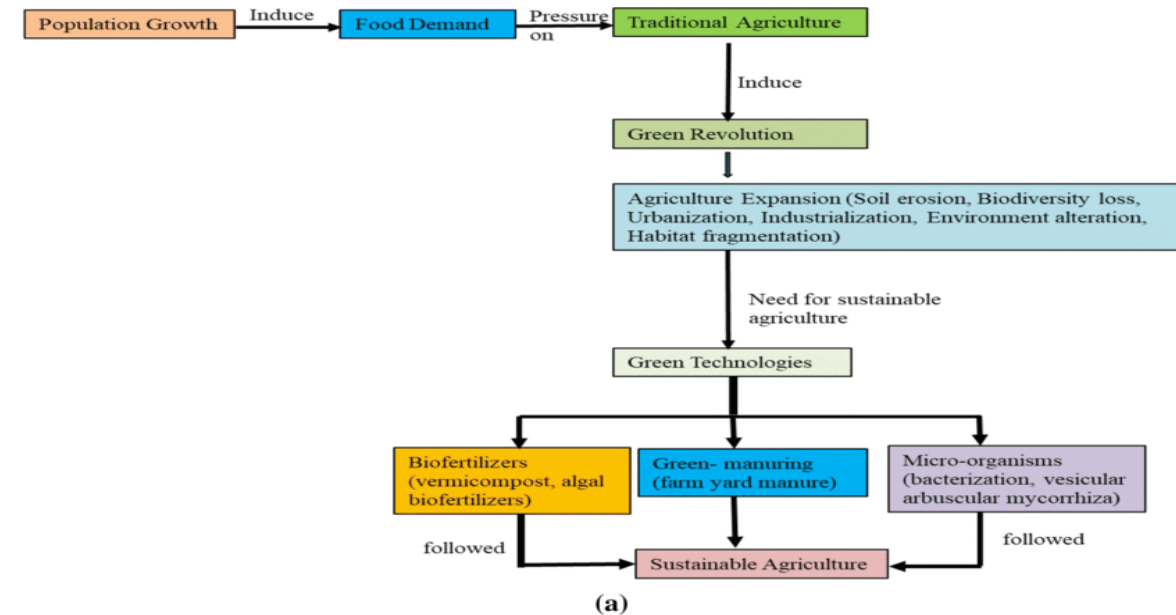 Population Growth
Induce
Food Demand
Pressure
on
Traditional Agriculture
Induce
Green Revolution
Agriculture Expansion (Soil erosion, Biodiversity loss,
Urbanization, Industrialization, Environment alteration,
Habitat fragmentation)
Need for sustainable
agriculture
Green Technologies
Biofertilizers
(vermicompost, algal
biofertilizers)
Green- manuring
(farm yard manure)
Micro-organisms
(bacterization, vesicular
arbuscular mycorrhiza)
followed
followed
Sustainable Agriculture
(a)